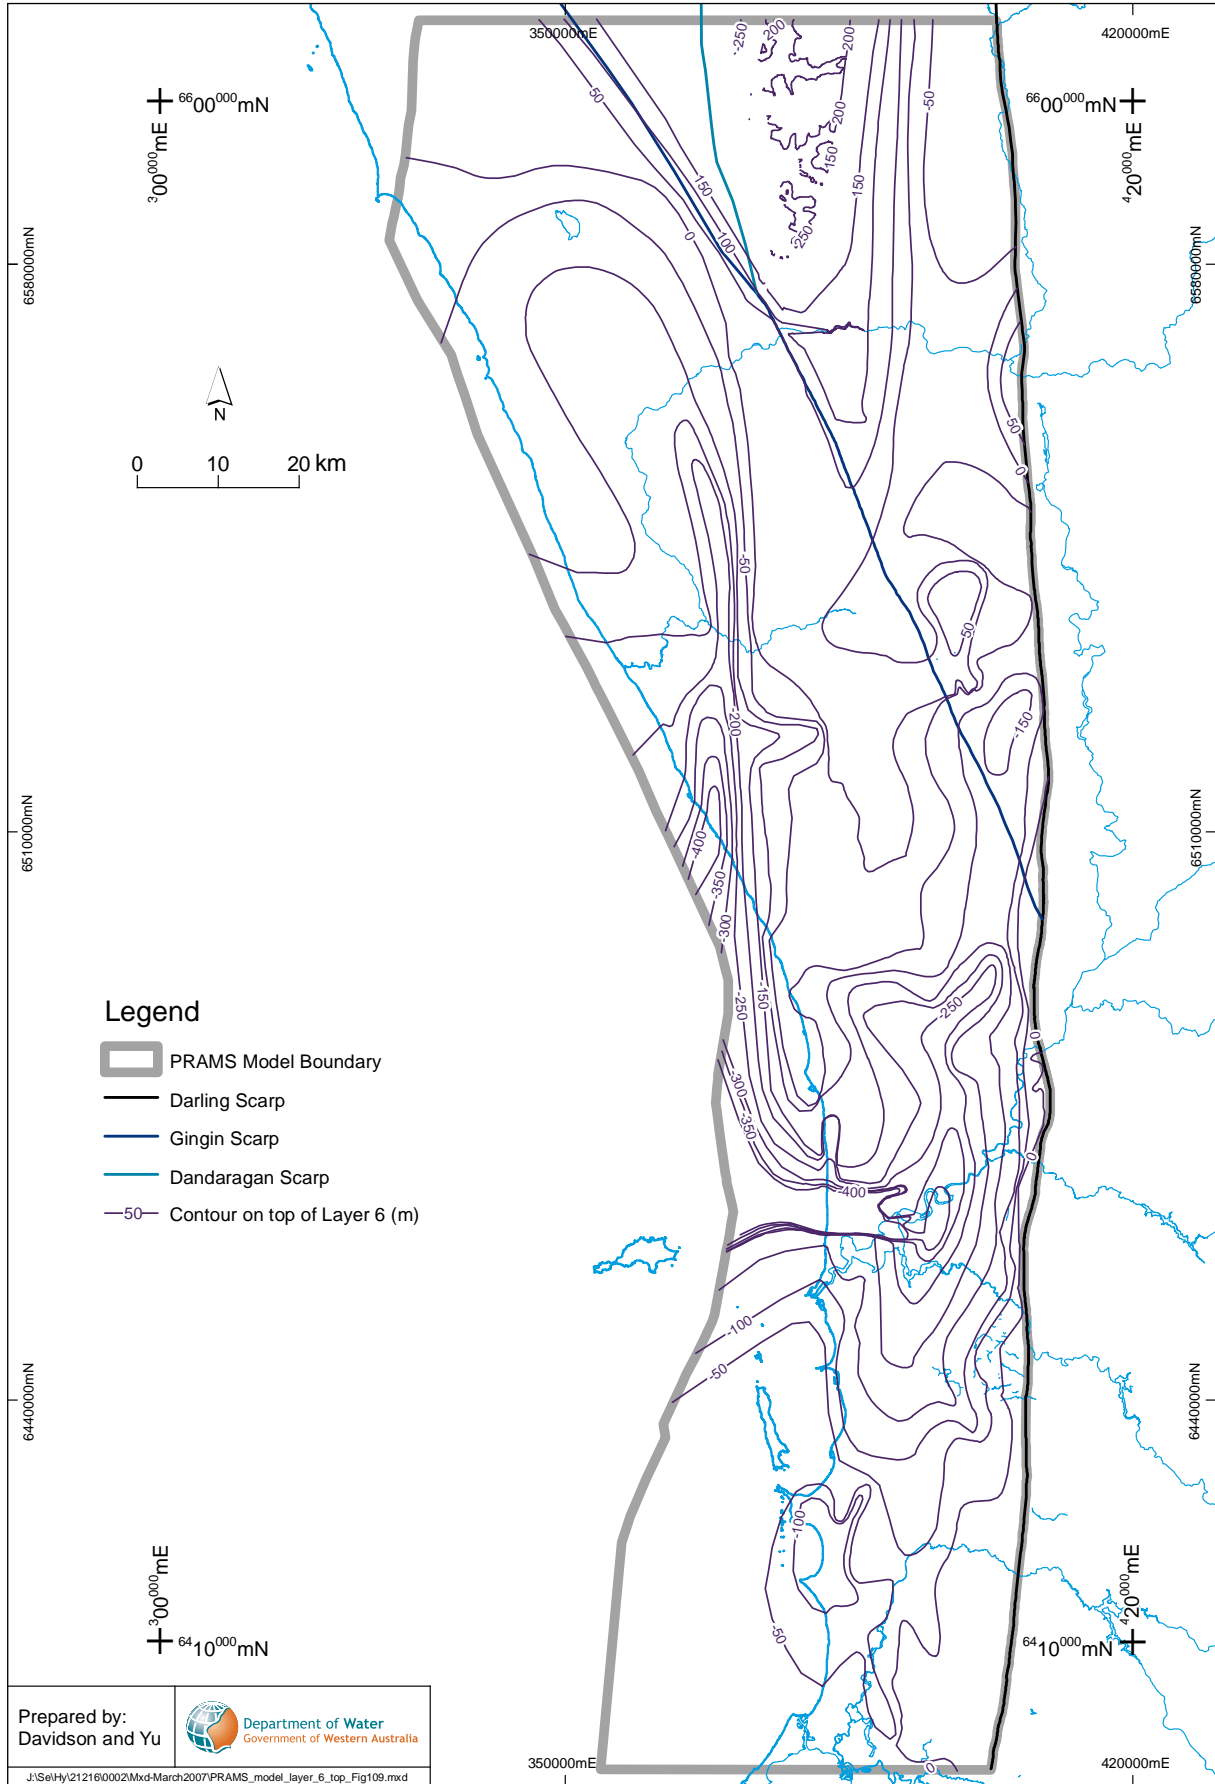 350000mE
420000mE
6600000mN
6600000mN
300000mE
420000mE
-250
200
200
-200
150
-250
50
150
100
0
-150
-50
6580000mN
6580000mN
N
0 10 20 km
50
0
-50
50
-200
-150
6510000mN
6510000mN
-400
-350
-300
-250
-150
-250
0
-300
-350
-400
0
Legend
PRAMS Model Boundary
Darling Scarp
Gingin Scarp
Dandaragan Scarp
50 Contour on top of Layer 6 (m)
-100
-50
6440000mN
6440000mN
-100
-50
300000mE
420000mE
6410000mN
6410000mN
0
350000mE
420000mE
Prepared by:
Davidson and Yu
Department of Water
Government of Western Australia
J:\Se\Hy\21216\0002\Mxd-March2007\PRAMS_model_layer_6_top_Fig109.mxd